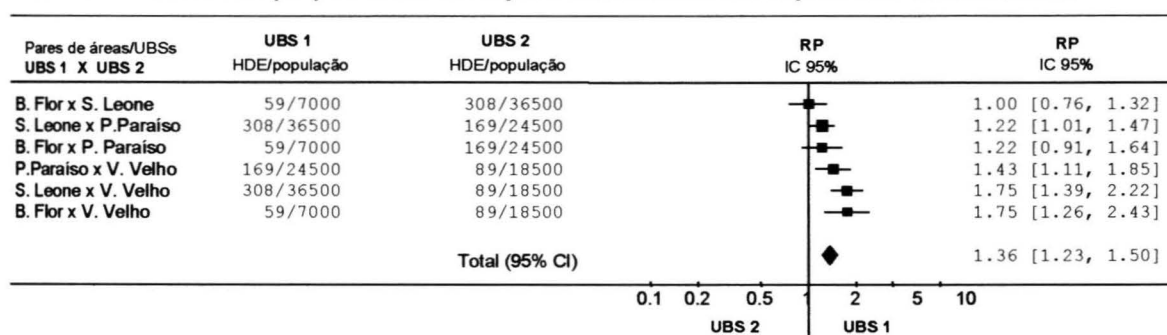 Pares de áreas/UBSs UBS 1 UBS 2 RP RP
UBS 1 X UBS 2 HDE/população HDE/população IC 95% IC 95%
B. Flor x S. Leone 59/7000 308/36500 1.00 [0.76, 1.32]
S. Leone x P.Paraíso 308/36500 169/24500 1.22 [1.01, 1.47]
B. Flor x P. Paraíso 59/7000 169/24500 1.22 [0.91, 1.64]
P.Paraíso x V. Velho 169/24500 89/18500 1.43 [1.11, 1.85]
S. Leone x V. Velho 308/36500 89/18500 1.75 [1.39, 2.22]
B. Flor x V. Velho 59/7000 89/18500 1.75 [1.26, 2.43]
Total (95% CI) 1.36 [1.23, 1.50]
0.1 0.2 0.5 1 2 5 10
UBS 2 UBS 1